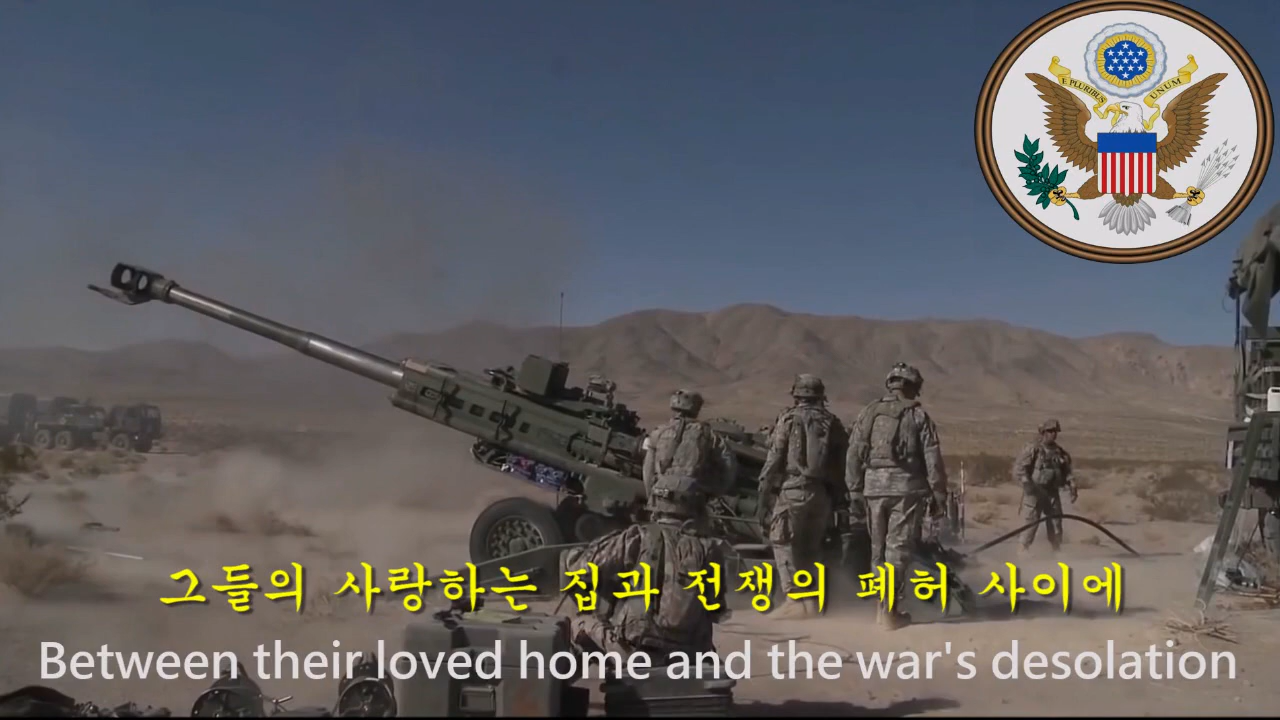 E PLURIBUS UNUM
그들의 사랑하는 집과 전쟁의 폐허 사이에
Between their loved home and the war's desolation